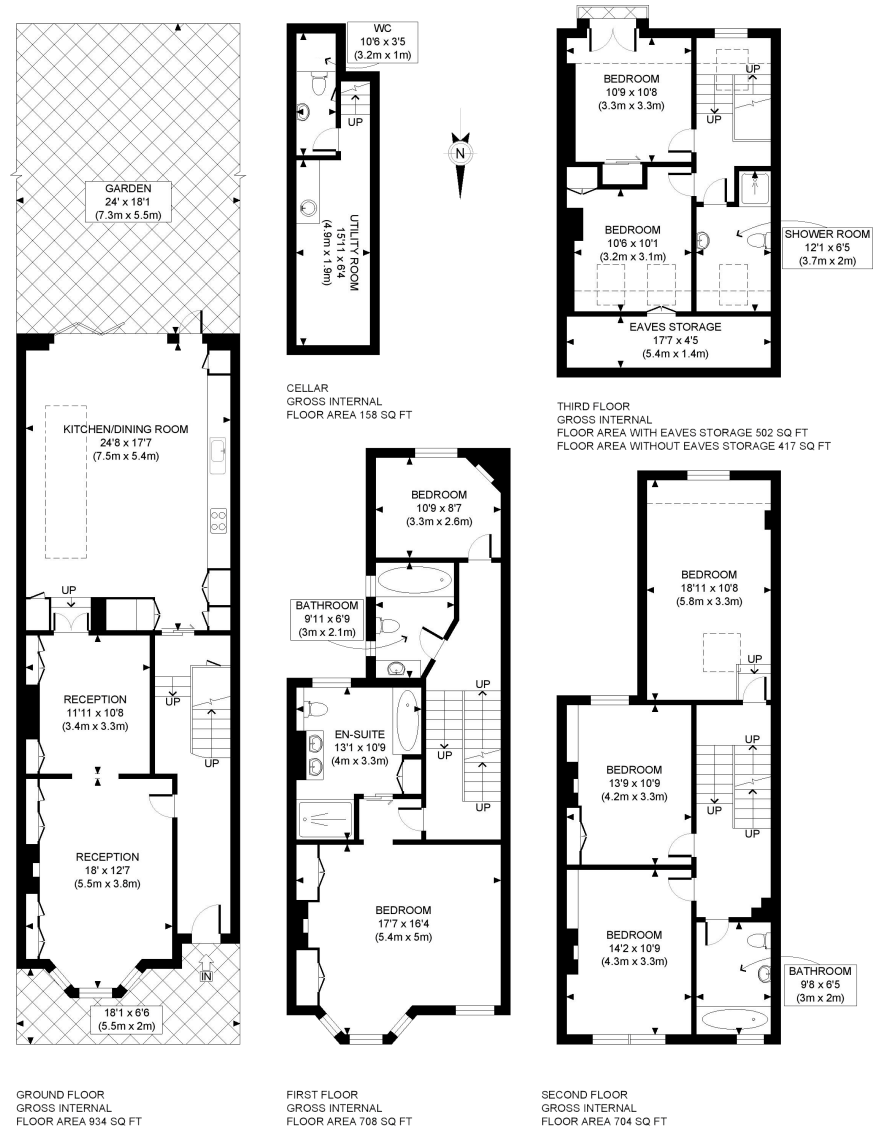 WC
10'6 x 3'5
(3.2m x 1m)
UP
UTILITY ROOM
15'11 x 6'4
(4.9m x 1.9m)
CELLAR
GROSS INTERNAL
FLOOR AREA 158 SQ FT
N
BEDROOM
10'9 x 10'8
(3.3m x 3.3m)
UP
UP
BEDROOM
10'6 x 10'1
(3.2m x 3.1m)
SHOWER ROOM
12'1 x 6'5
(3.7m x 2m)
EAVES STORAGE
17'7 x 4'5
(5.4m x 1.4m)
THIRD FLOOR
GROSS INTERNAL
FLOOR AREA WITH EAVES STORAGE 502 SQ FT
FLOOR AREA WITHOUT EAVES STORAGE 417 SQ FT
GARDEN
24' x 18'1
(7.3m x 5.5m)
KITCHEN/DINING ROOM
24'8 x 17'7
(7.5m x 5.4m)
UP
RECEPTION
11'11 x 10'8
(3.4m x 3.3m)
UP
UP
RECEPTION
18' x 12'7
(5.5m x 3.8m)
IN
18'1 x 6'6
(5.5m x 2m)
GROUND FLOOR
GROSS INTERNAL
FLOOR AREA 934 SQ FT
BEDROOM
10'9 x 8'7
(3.3m x 2.6m)
BATHROOM
9'11 x 6'9
(3m x 2.1m)
UP
UP
UP
EN-SUITE
13'1 x 10'9
(4m x 3.3m)
BEDROOM
17'7 x 16'4
(5.4m x 5m)
FIRST FLOOR
GROSS INTERNAL
FLOOR AREA 708 SQ FT
BEDROOM
18'11 x 10'8
(5.8m x 3.3m)
UP
BEDROOM
13'9 x 10'9
(4.2m x 3.3m)
UP
UP
UP
BEDROOM
14'2 x 10'9
(4.3m x 3.3m)
BATHROOM
9'8 x 6'5
(3m x 2m)
SECOND FLOOR
GROSS INTERNAL
FLOOR AREA 704 SQ FT